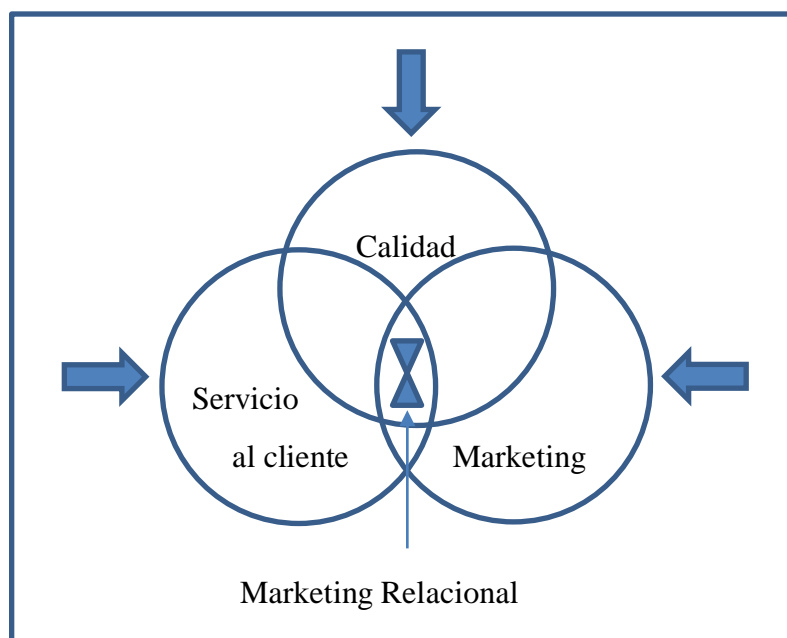 Calidad
Servicio
al cliente
Marketing
Marketing Relacional